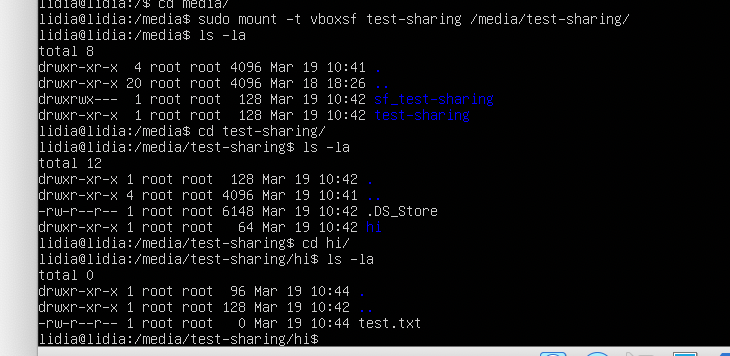 lidia@lidia:/$ cd media/
lidia@lidia:/media$ sudo mount -t vboxsf test-sharing /media/test-sharing/
lidia@lidia:/media$ ls -la
total 8
drwxr-xr-x  4 root root 4096 Mar 19 10:41 .
drwxr-xr-x 20 root root 4096 Mar 18 18:26 ..
drwxrwx---  1 root root  128 Mar 19 10:42 sf_test-sharing
drwxr-xr-x  1 root root  128 Mar 19 10:42 test-sharing
lidia@lidia:/media$ cd test-sharing/
lidia@lidia:/media/test-sharing$ ls -la
total 12
drwxr-xr-x 1 root root  128 Mar 19 10:42 .
drwxr-xr-x 4 root root 4096 Mar 19 10:41 ..
-rw-r--r-- 1 root root 6148 Mar 19 10:42 .DS_Store
drwxr-xr-x 1 root root   64 Mar 19 10:42 hi
lidia@lidia:/media/test-sharing$ cd hi/
lidia@lidia:/media/test-sharing/hi$ ls -la
total 0
drwxr-xr-x 1 root root  96 Mar 19 10:44 .
drwxr-xr-x 1 root root 128 Mar 19 10:42 ..
-rw-r--r-- 1 root root   0 Mar 19 10:44 test.txt
lidia@lidia:/media/test-sharing/hi$